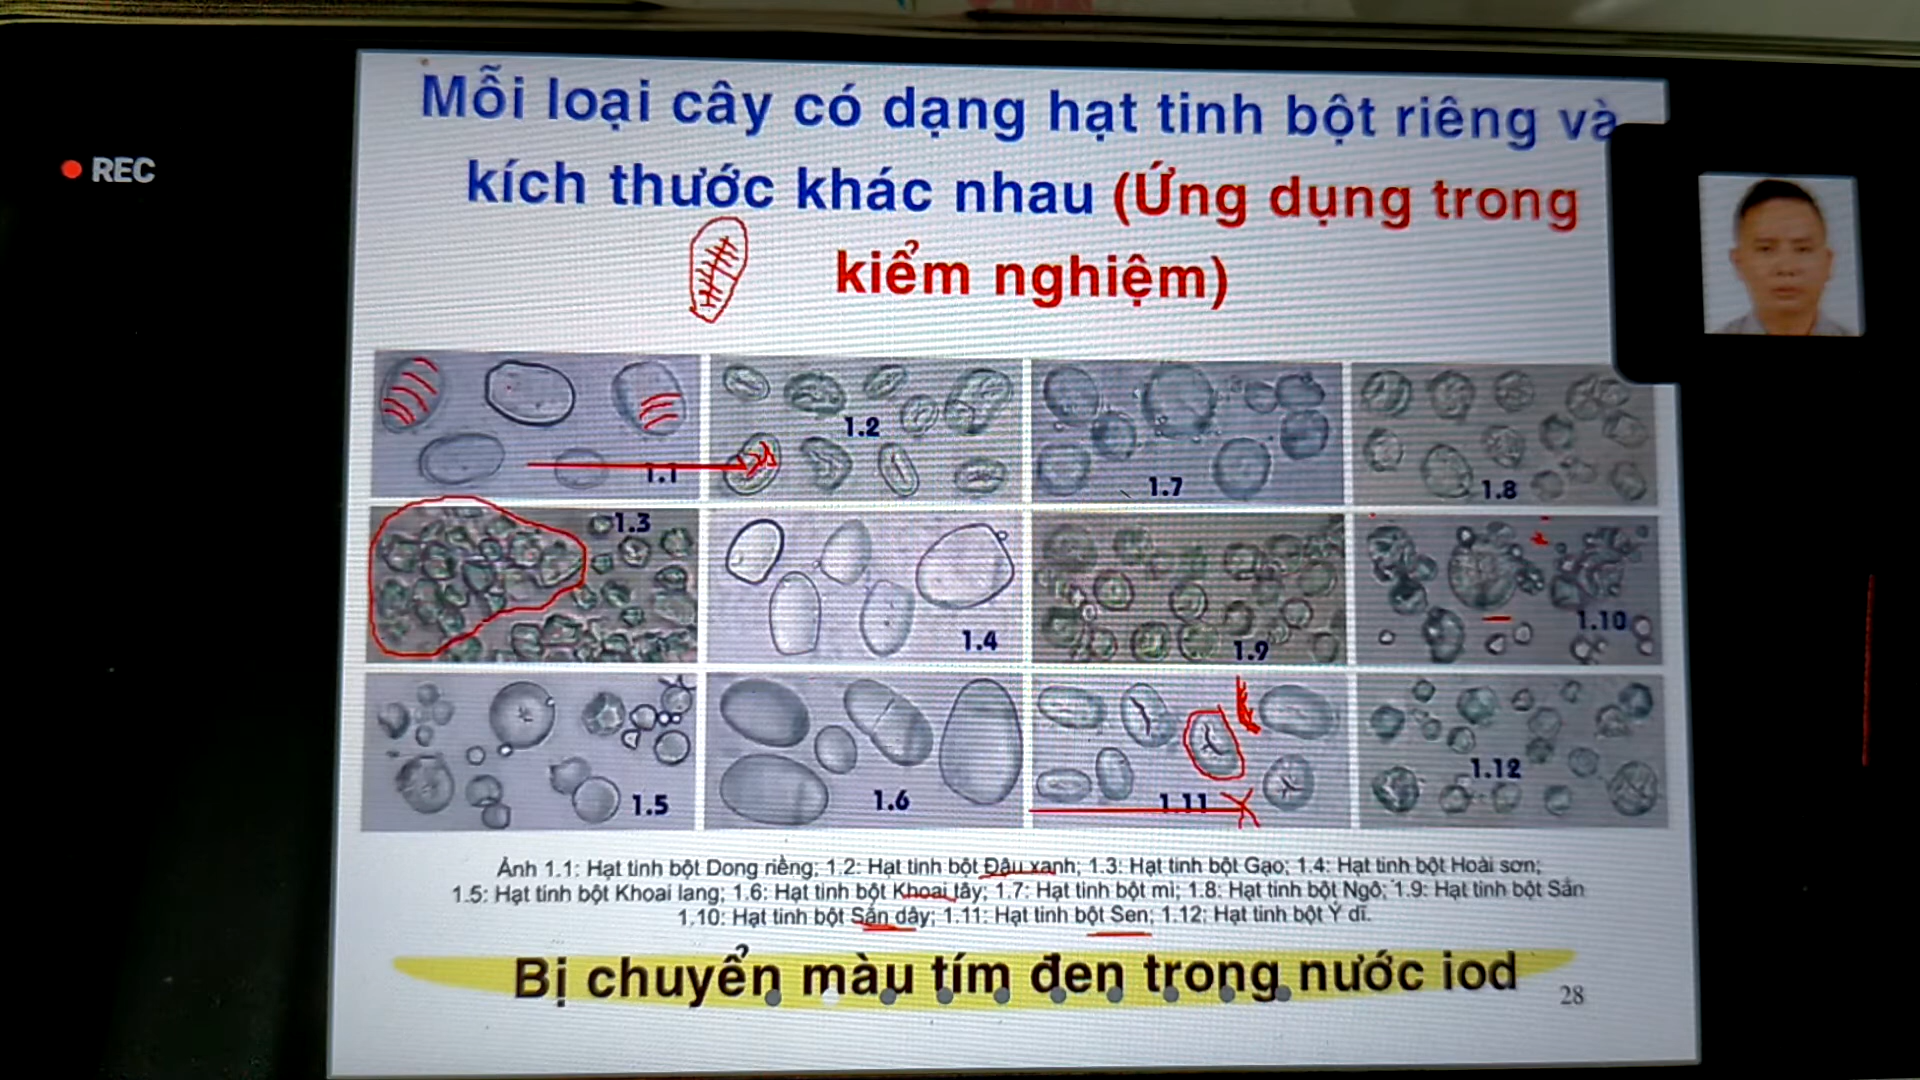 Mỗi loại cây có dạng hạt tinh bột riêng và
kích thước khác nhau (Ứng dụng trong
kiểm nghiệm)
REC
1.1
1.2
1.7
1.8
1.3
1.4
1.9
1.10
1.5
1.6
1.11
1.12
Ảnh 1.1: Hạt tinh bột Dong riềng; 1.2: Hạt tinh bột Đậu xanh; 1.3: Hạt tinh bột Gạo; 1.4: Hạt tinh bột Hoài sơn;
1.5: Hạt tinh bột Khoai lang; 1.6: Hạt tinh bột Khoai tây; 1.7: Hạt tinh bột mì; 1.8: Hạt tinh bột Ngô; 1.9: Hạt tinh bột Sắn
1.10: Hạt tinh bột Sắn dây; 1.11: Hạt tinh bột Sen; 1.12: Hạt tinh bột Ý dĩ.
Bị chuyển màu tím đen trong nước iod
28